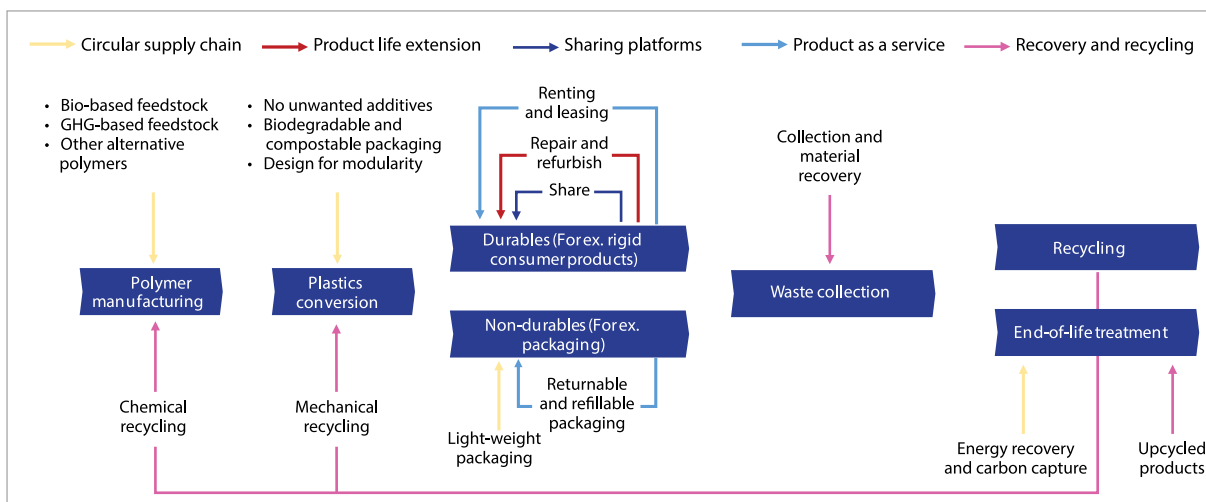 Circular supply chain
Product life extension
Sharing platforms
Product as a service
Recovery and recycling
• Bio-based feedstock
• GHG-based feedstock
• Other alternative
polymers
• No unwanted additives
• Biodegradable and
compostable packaging
• Design for modularity
Renting
and leasing
Repair and
refurbish
Share
Collection and
material
recovery
Polymer
manufacturing
Plastics
conversion
Durables (For ex. rigid
consumer products)
Non-durables (For ex.
packaging)
Waste collection
Recycling
End-of-life treatment
Chemical
recycling
Mechanical
recycling
Light-weight
packaging
Returnable
and refillable
packaging
Energy recovery
and carbon capture
Upcycled
products